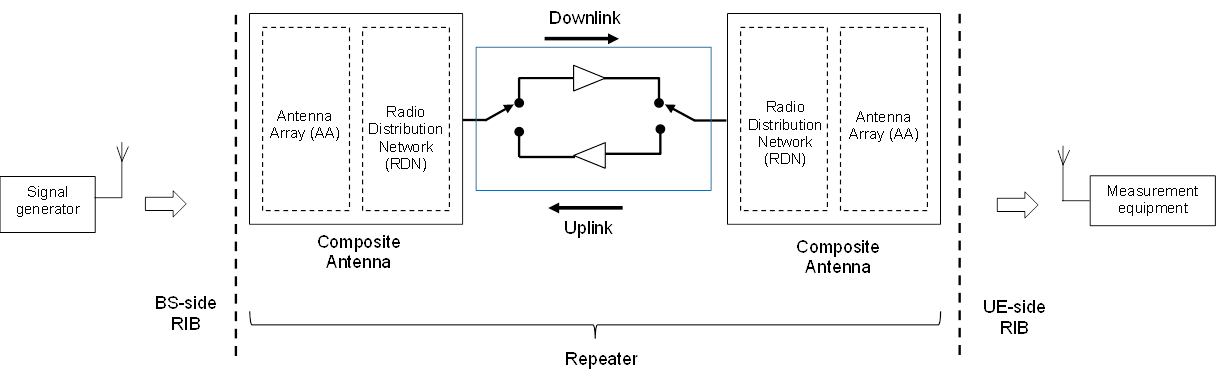 Downlink
Antenna
Array (AA)
Radio
Distribution
Network
(RDN)
Radio
Distribution
Network
(RDN)
Antenna
Array (AA)
Signal
generator
Measurement
equipment
Uplink
Composite
Antenna
Composite
Antenna
BS-side
RIB
UE-side
RIB
Repeater